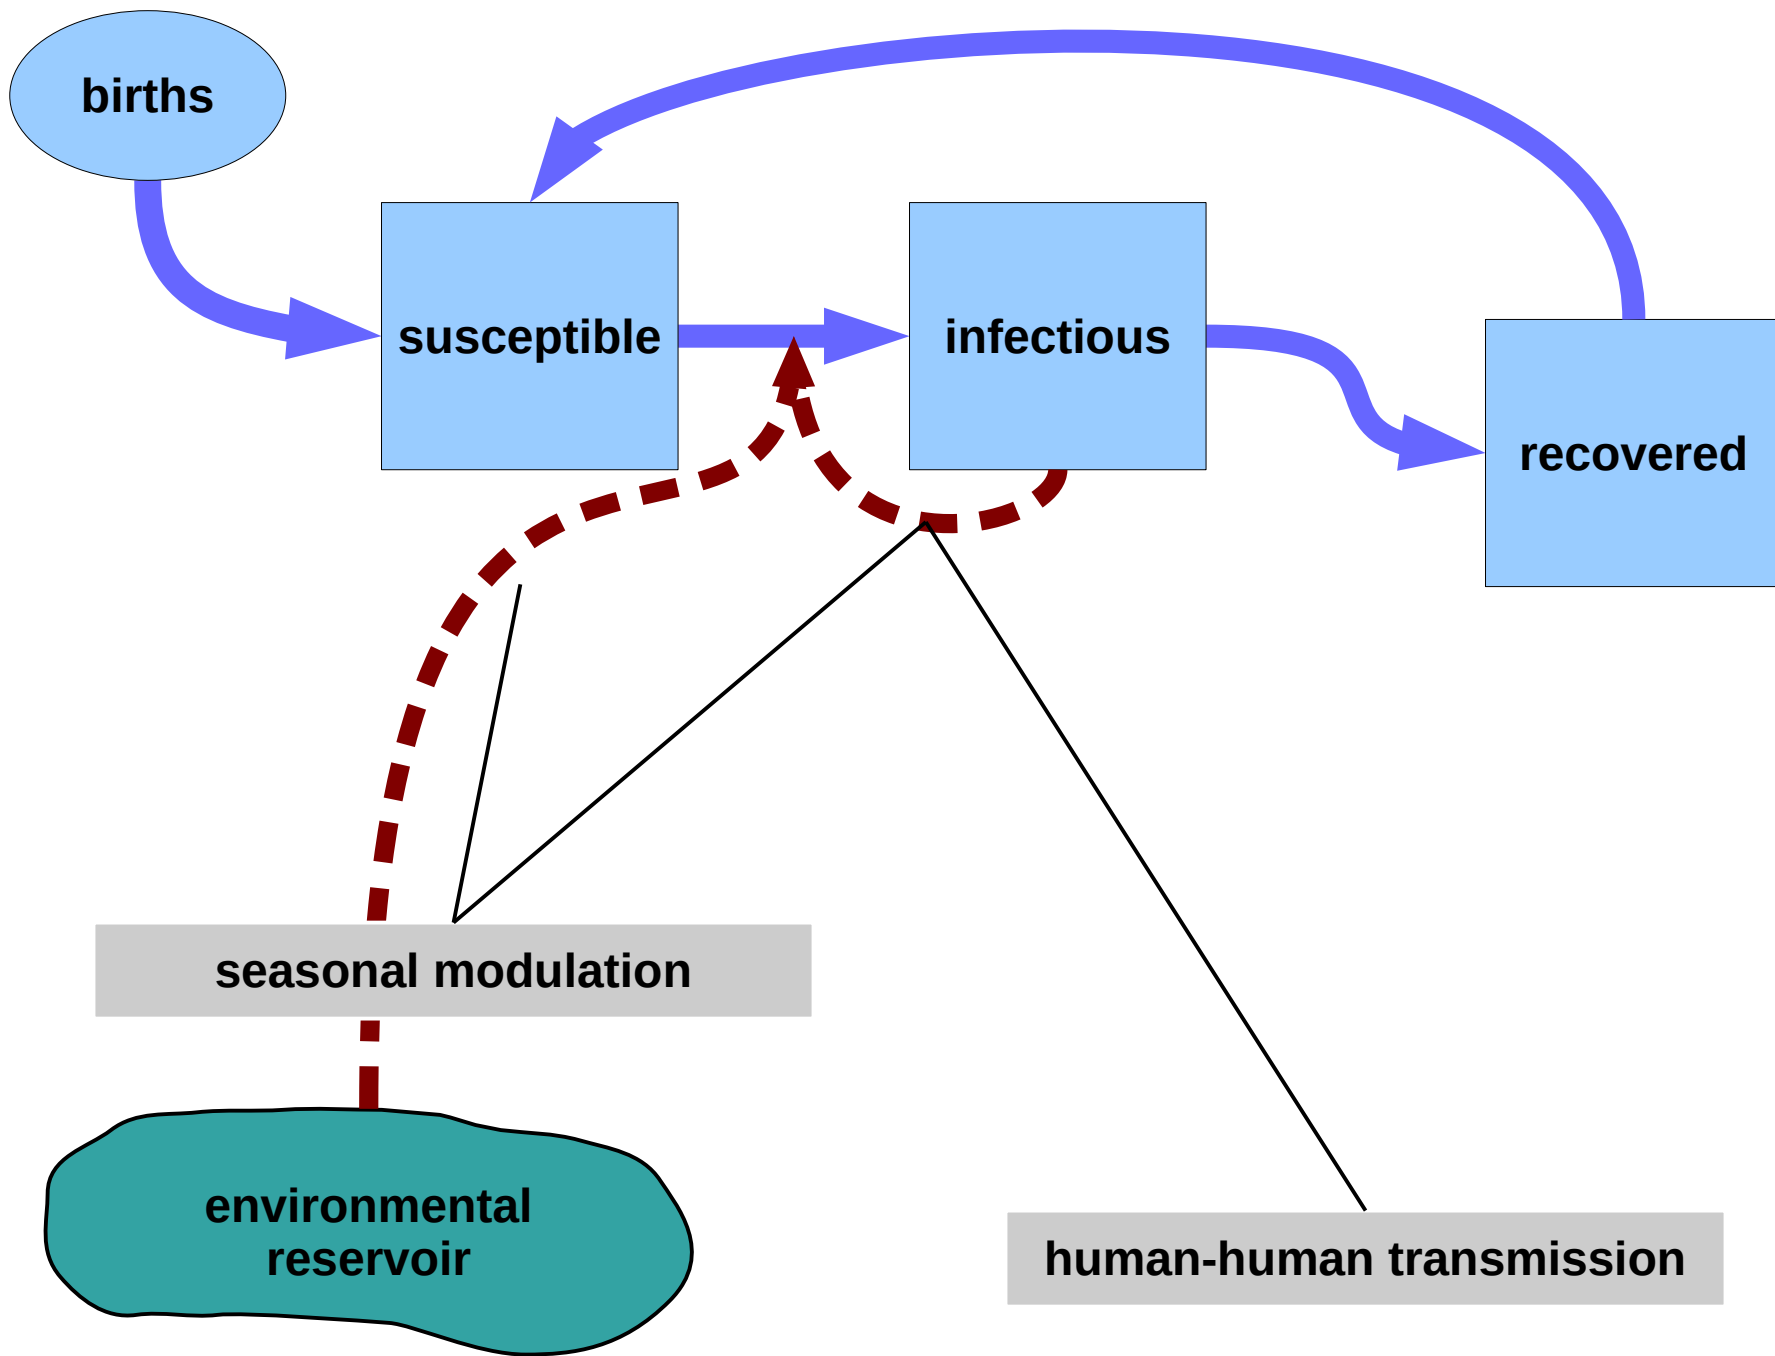 births
susceptible
infectious
recovered
seasonal modulation
environmental
reservoir
human-human transmission